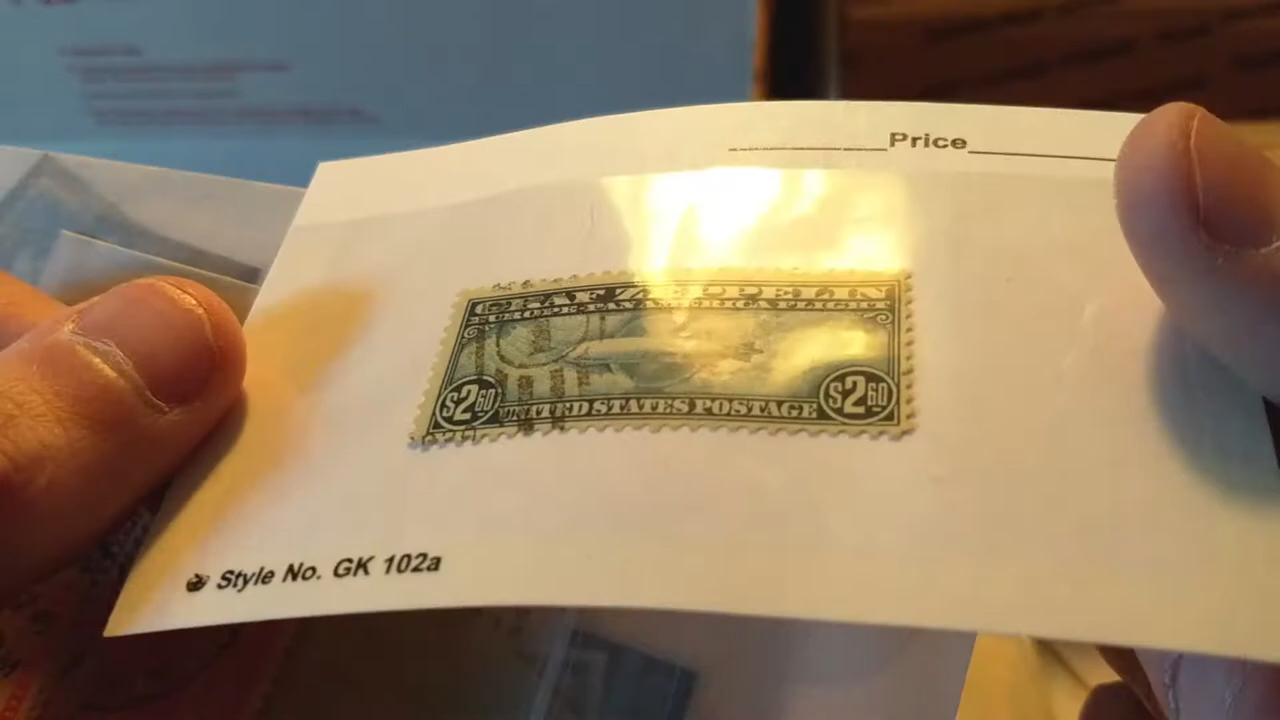 Price
GRAF ZEPPELIN
EUROPE-PAN AMERICA FLIGHT
$2 60
$2 60
UNITED STATES POSTAGE
Style No. GK 102a